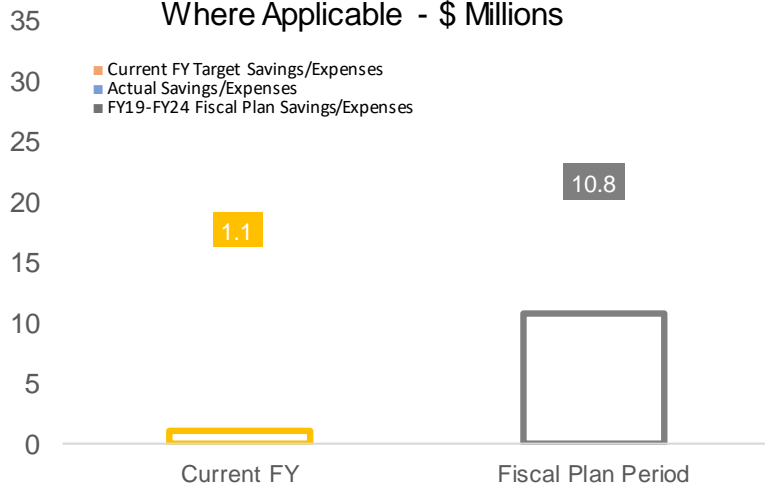 Where Applicable - $ Millions
35
30
25
20
15
10
5
0
Current FY Target Savings/Expenses
Actual Savings/Expenses
FY19-FY24 Fiscal Plan Savings/Expenses
1.1
10.8
Current FY
Fiscal Plan Period